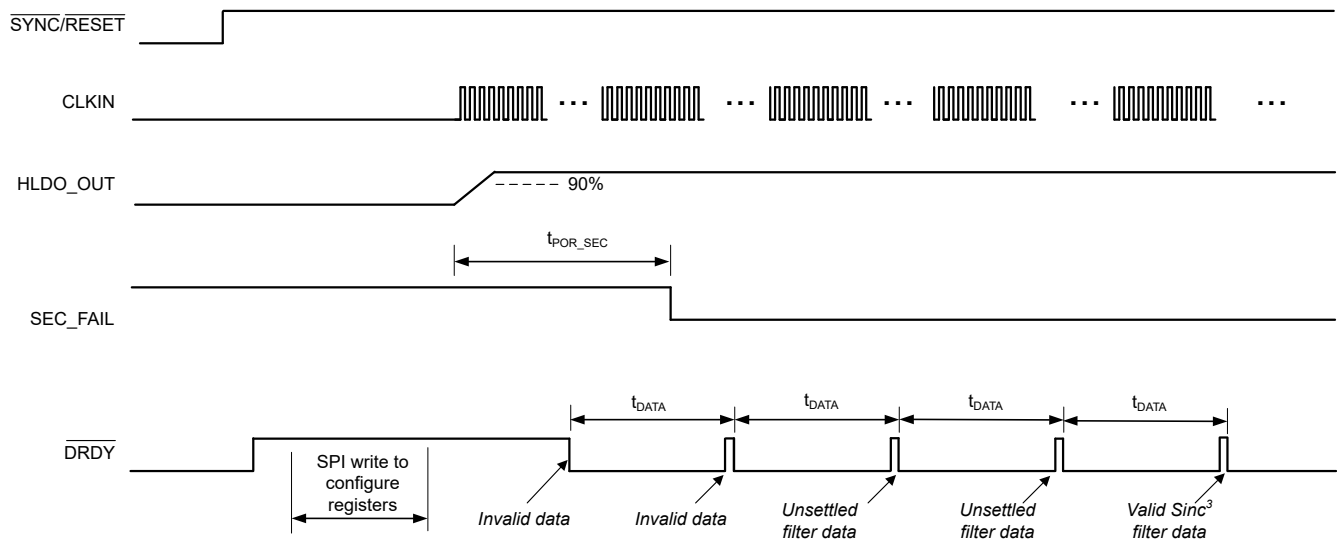 SYNC/RESET
CLKIN
... ... ... ... ...
HLDO_OUT
90%
tPOR_SEC
SEC_FAIL
tDATA tDATA tDATA tDATA
DRDY
SPI write to
configure
registers
Invalid data
Invalid data
Unsettled
filter data
Unsettled
filter data
Valid Sinc³
filter data